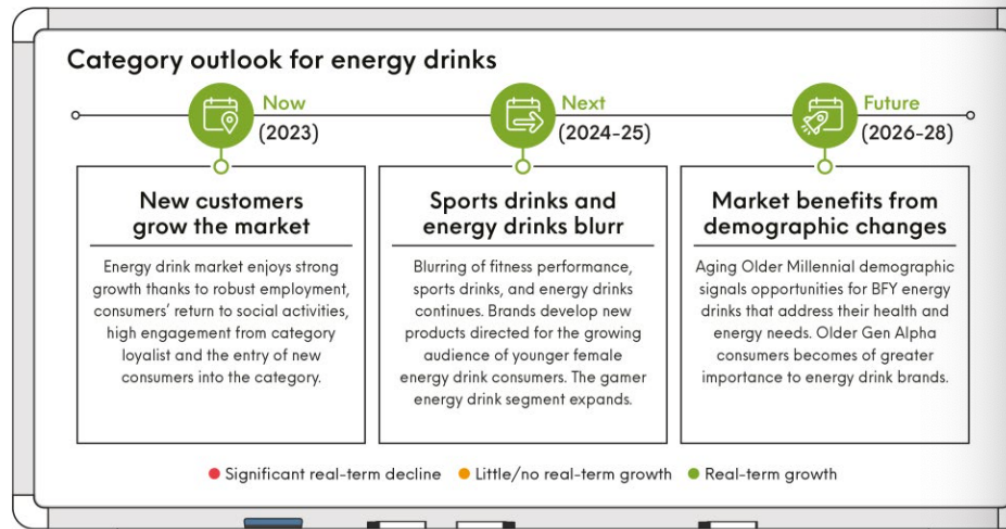 Category outlook for energy drinks
Now
(2023)
Next
(2024-25)
Future
(2026-28)
New customers
grow the market
Energy drink market enjoys strong
growth thanks to robust employment,
consumers' return to social activities,
high engagement from category
loyalist and the entry of new
consumers into the category.
Sports drinks and
energy drinks blurr
Blurring of fitness performance,
sports drinks, and energy drinks
continues. Brands develop new
products directed for the growing
audience of younger female
energy drink consumers. The gamer
energy drink segment expands.
Market benefits from
demographic changes
Aging Older Millennial demographic
signals opportunities for BFY energy
drinks that address their health and
energy needs. Older Gen Alpha
consumers becomes of greater
importance to energy drink brands.
Significant real-term decline
Little/no real-term growth
Real-term growth